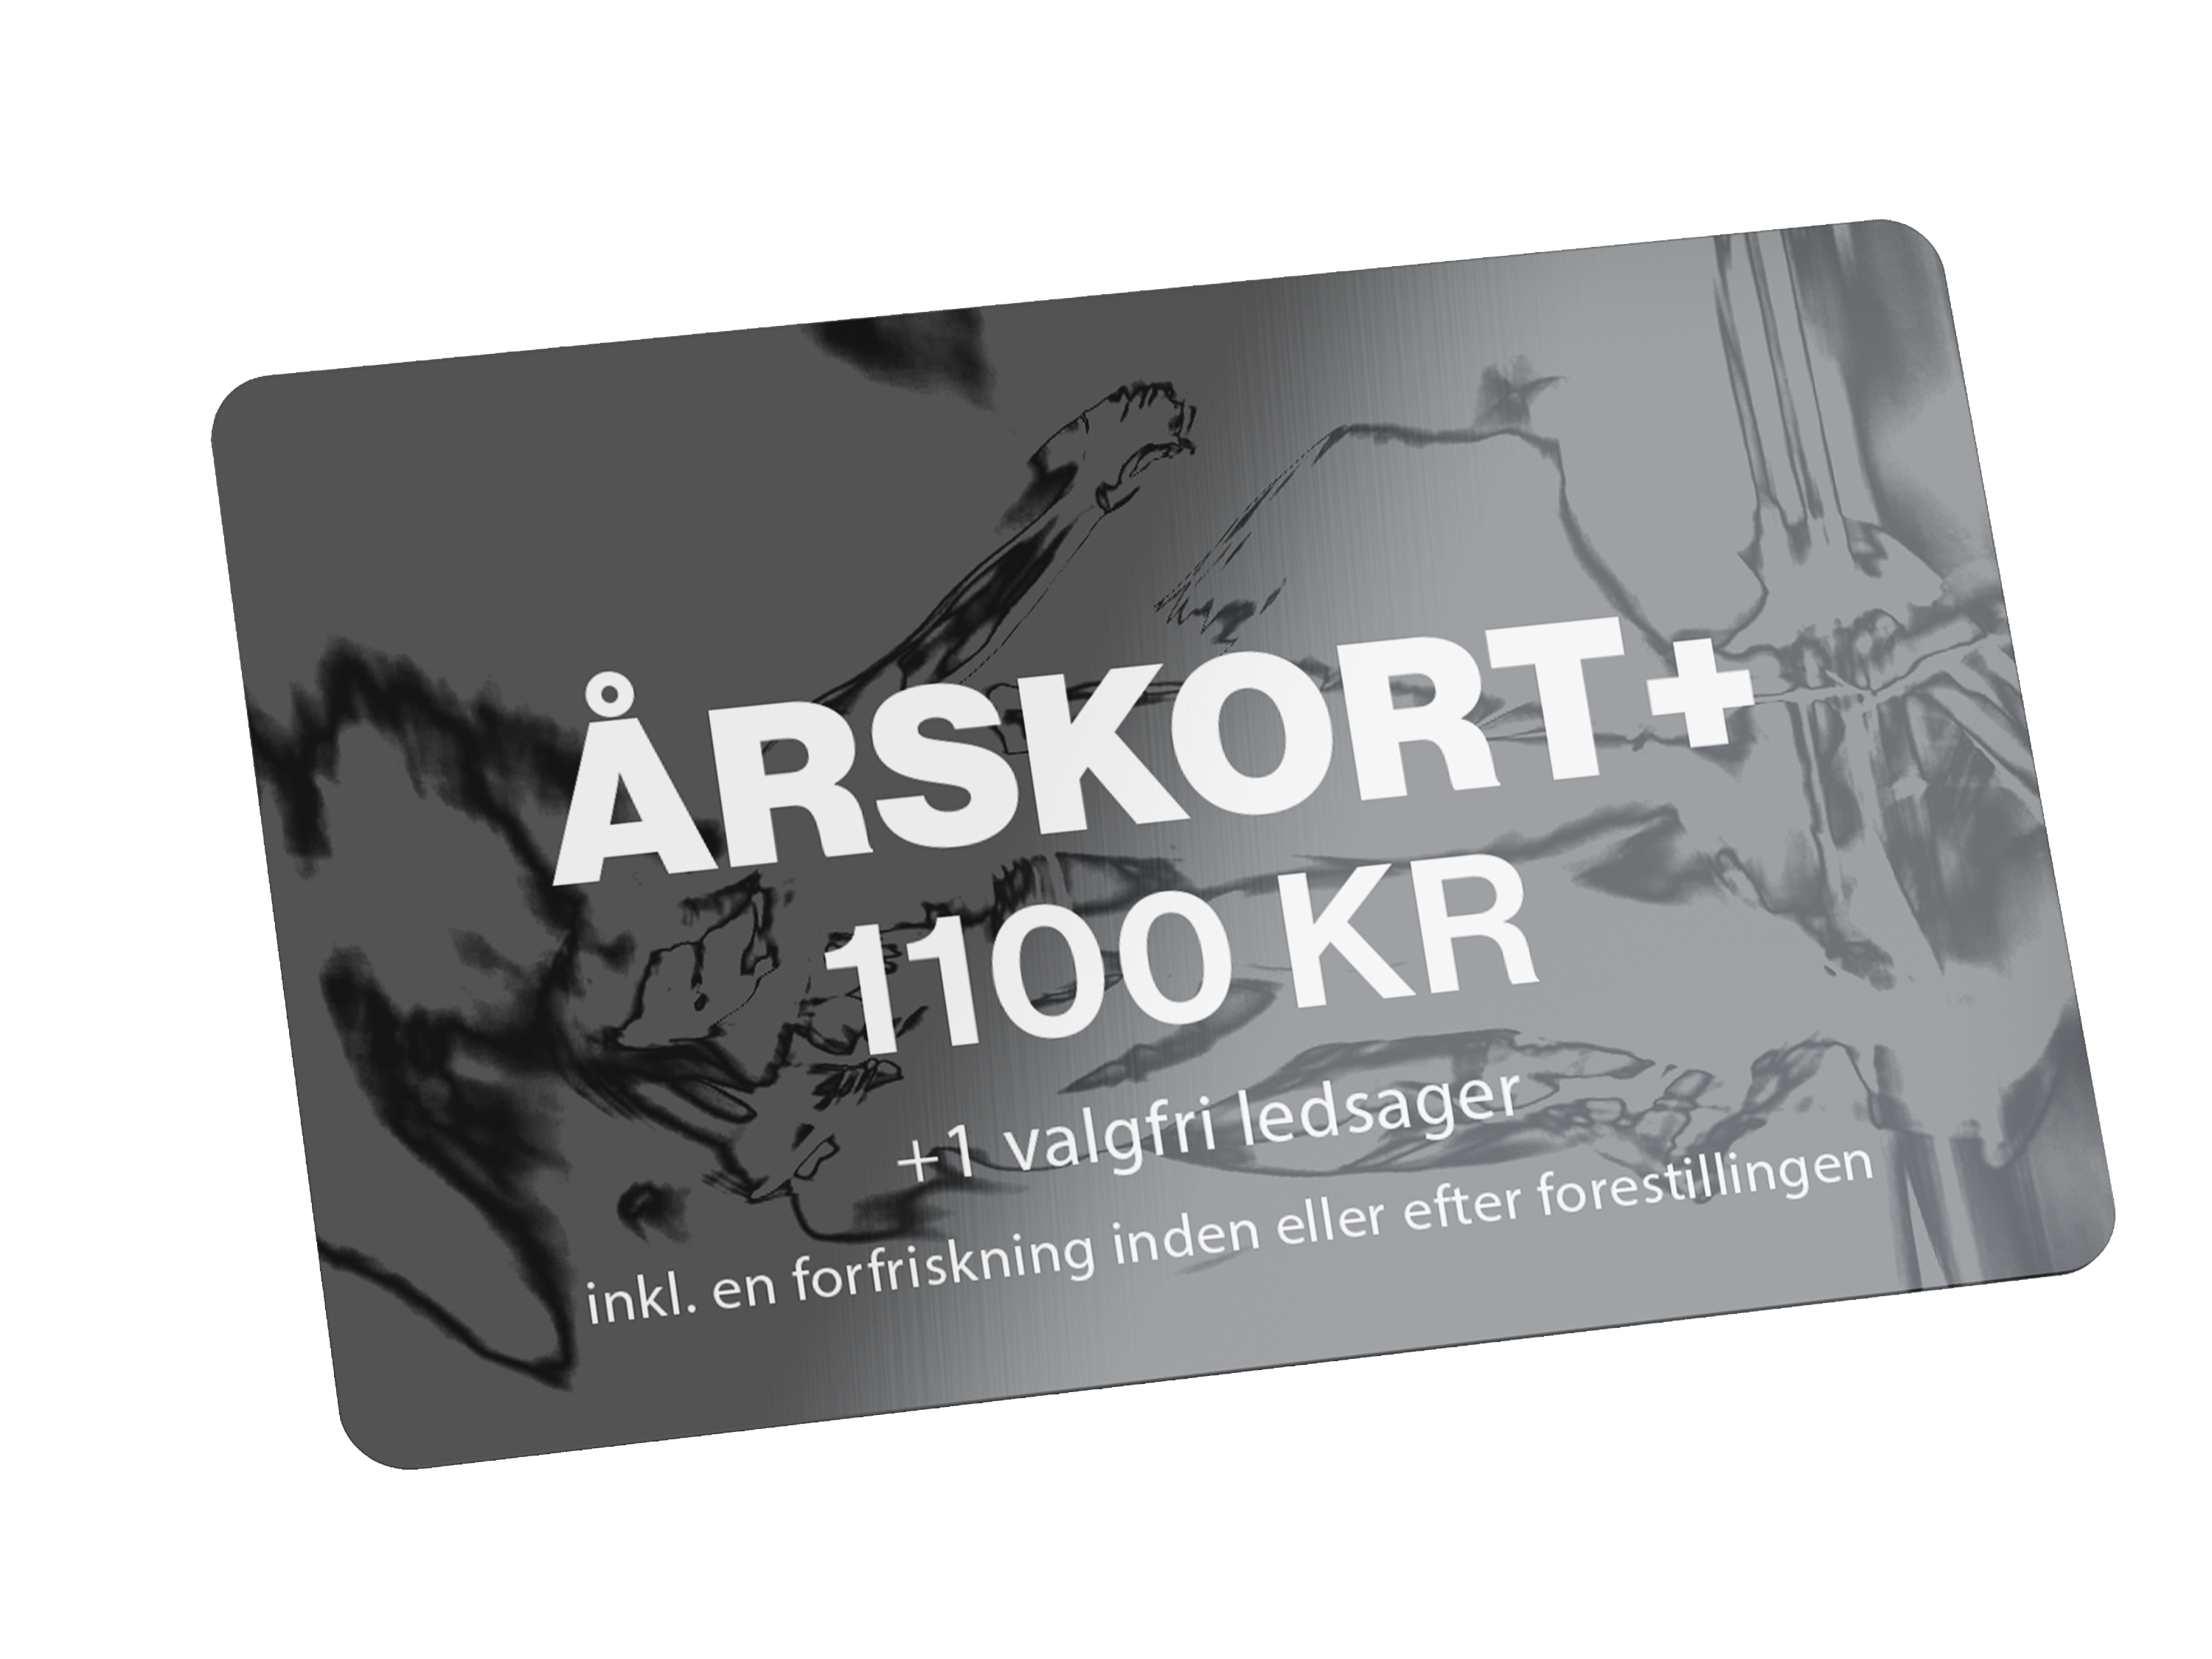 ÅRSKORT+
1100 KR
+1 valgfri ledsager
inkl. en forfriskning inden eller efter forestillingen